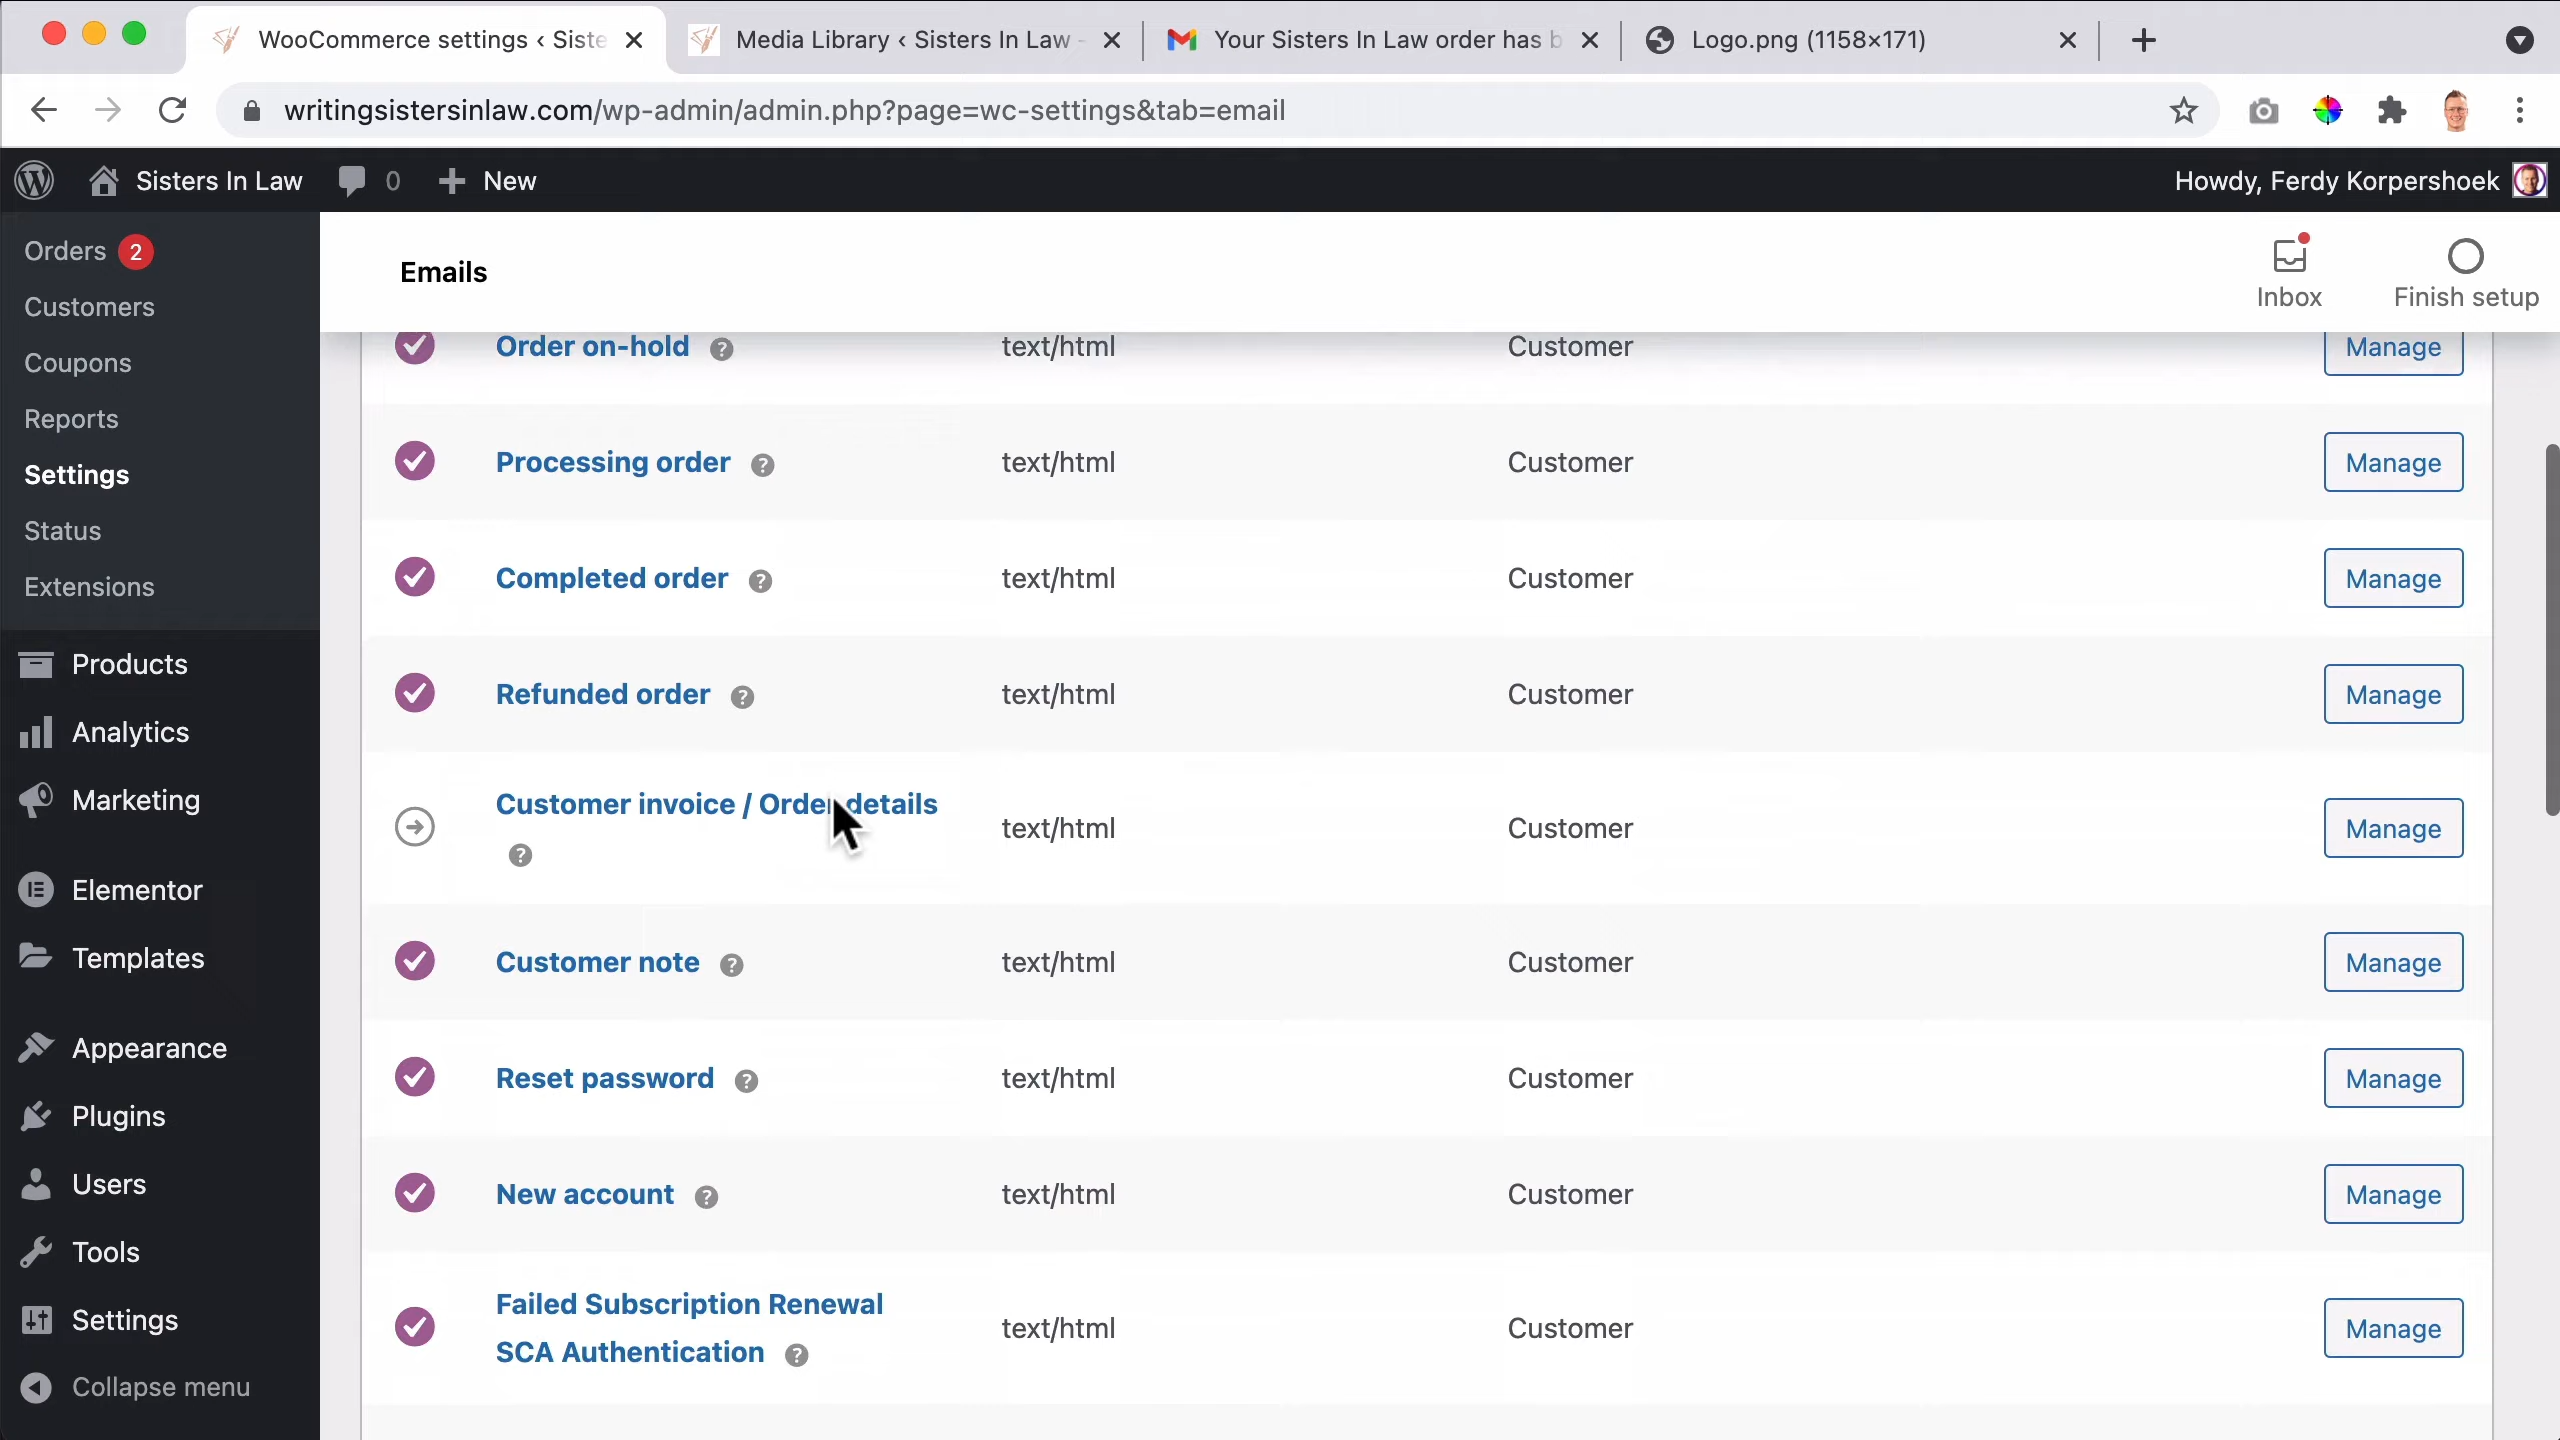 WooCommerce settings ‹ Siste
Media Library ‹ Sisters In Law -
Your Sisters In Law order has b
Logo.png (1158×171)
writingsistersinlaw.com/wp-admin/admin.php?page=wc-settings&tab=email
Sisters In Law
0
New
Howdy, Ferdy Korpershoek
Orders 2
Customers
Coupons
Reports
Settings
Status
Extensions
Products
Analytics
Marketing
Elementor
Templates
Appearance
Plugins
Users
Tools
Settings
Collapse menu
Emails
Inbox
Finish setup
Order on-hold ? text/html Customer Manage
Processing order ? text/html Customer Manage
Completed order ? text/html Customer Manage
Refunded order ? text/html Customer Manage
Customer invoice / Order details
? text/html Customer Manage
Customer note ? text/html Customer Manage
Reset password ? text/html Customer Manage
New account ? text/html Customer Manage
Failed Subscription Renewal
SCA Authentication ? text/html Customer Manage